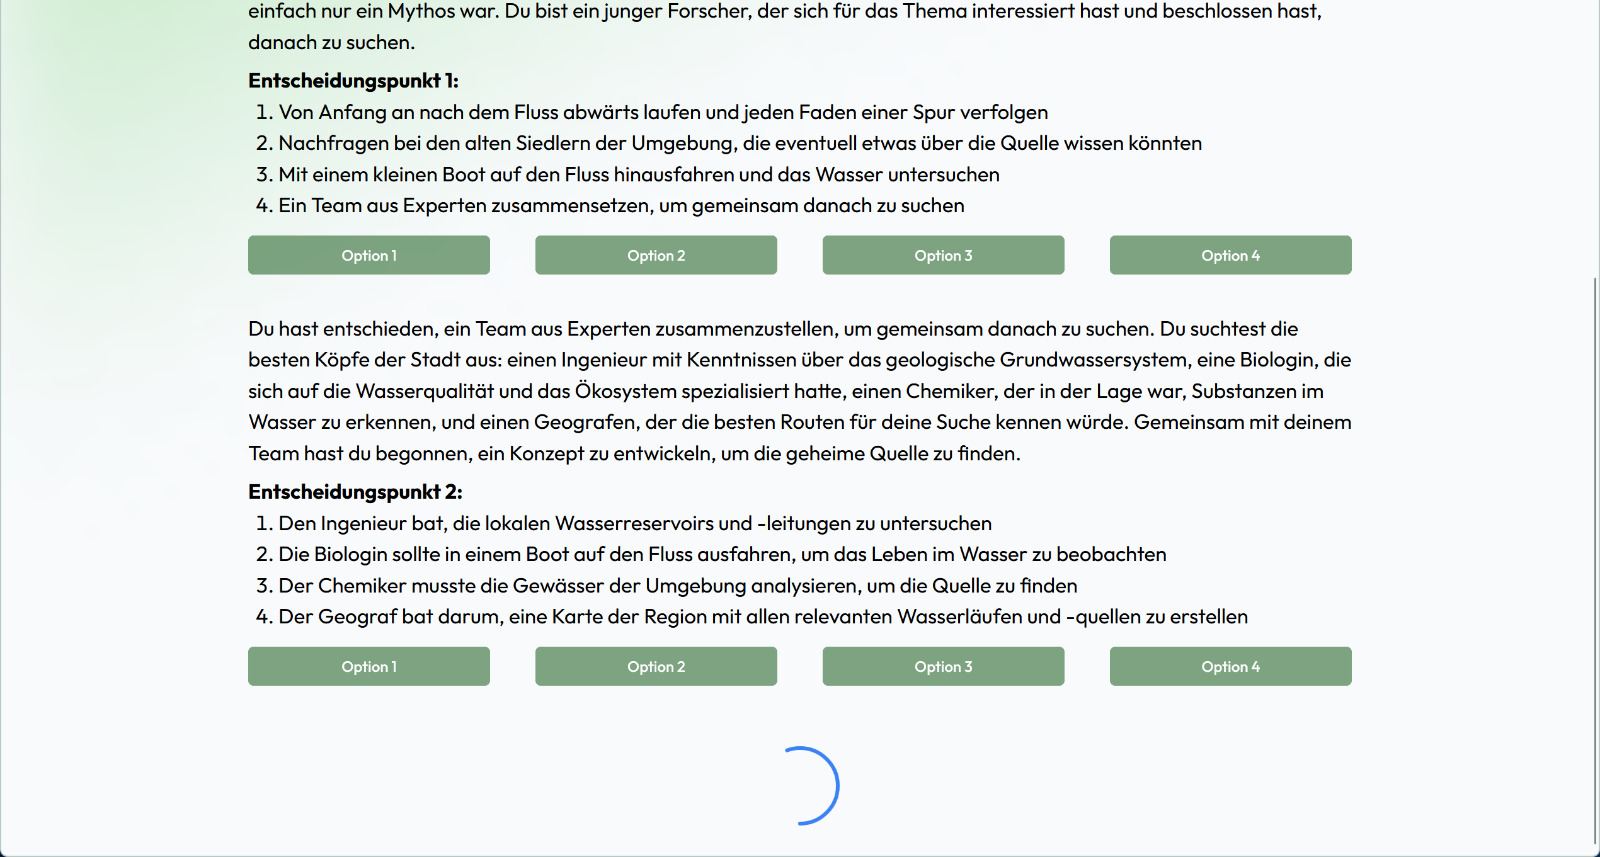 einfach nur ein Mythos war. Du bist ein junger Forscher, der sich für das Thema interessiert hast und beschlossen hast,
danach zu suchen.
Entscheidungspunkt 1:
1. Von Anfang an nach dem Fluss abwärts laufen und jeden Faden einer Spur verfolgen
2. Nachfragen bei den alten Siedlern der Umgebung, die eventuell etwas über die Quelle wissen könnten
3. Mit einem kleinen Boot auf den Fluss hinausfahren und das Wasser untersuchen
4. Ein Team aus Experten zusammensetzen, um gemeinsam danach zu suchen
Option 1 Option 2 Option 3 Option 4
Du hast entschieden, ein Team aus Experten zusammenzustellen, um gemeinsam danach zu suchen. Du suchtest die
besten Köpfe der Stadt aus: einen Ingenieur mit Kenntnissen über das geologische Grundwassersystem, eine Biologin, die
sich auf die Wasserqualität und das Ökosystem spezialisiert hatte, einen Chemiker, der in der Lage war, Substanzen im
Wasser zu erkennen, und einen Geografen, der die besten Routen für deine Suche kennen würde. Gemeinsam mit deinem
Team hast du begonnen, ein Konzept zu entwickeln, um die geheime Quelle zu finden.
Entscheidungspunkt 2:
1. Den Ingenieur bat, die lokalen Wasserreservoirs und -leitungen zu untersuchen
2. Die Biologin sollte in einem Boot auf den Fluss ausfahren, um das Leben im Wasser zu beobachten
3. Der Chemiker musste die Gewässer der Umgebung analysieren, um die Quelle zu finden
4. Der Geograf bat darum, eine Karte der Region mit allen relevanten Wasserläufen und -quellen zu erstellen
Option 1 Option 2 Option 3 Option 4